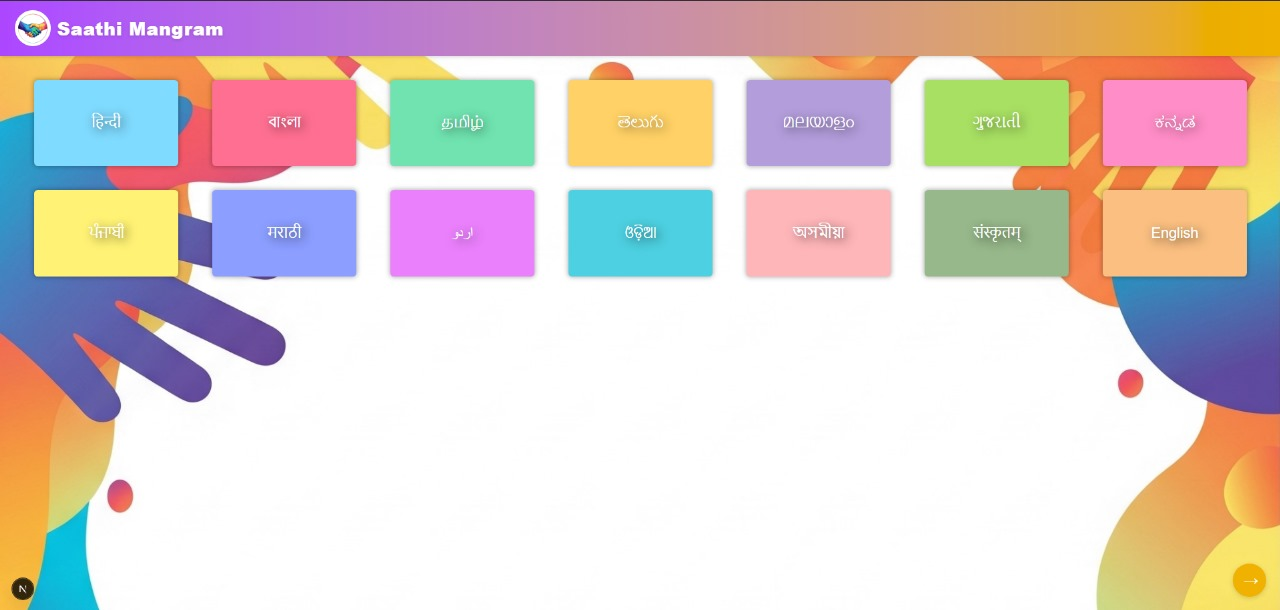 Saathi Mangram
हिन्दी
বাংলা
தமிழ்
తెలుగు
മലയാളം
ગુજરાતી
ಕನ್ನಡ
ਪੰਜਾਬੀ
मराठी
اردو
ଓଡ଼ିଆ
অসমীয়া
संस्कृतम्
English
N
→